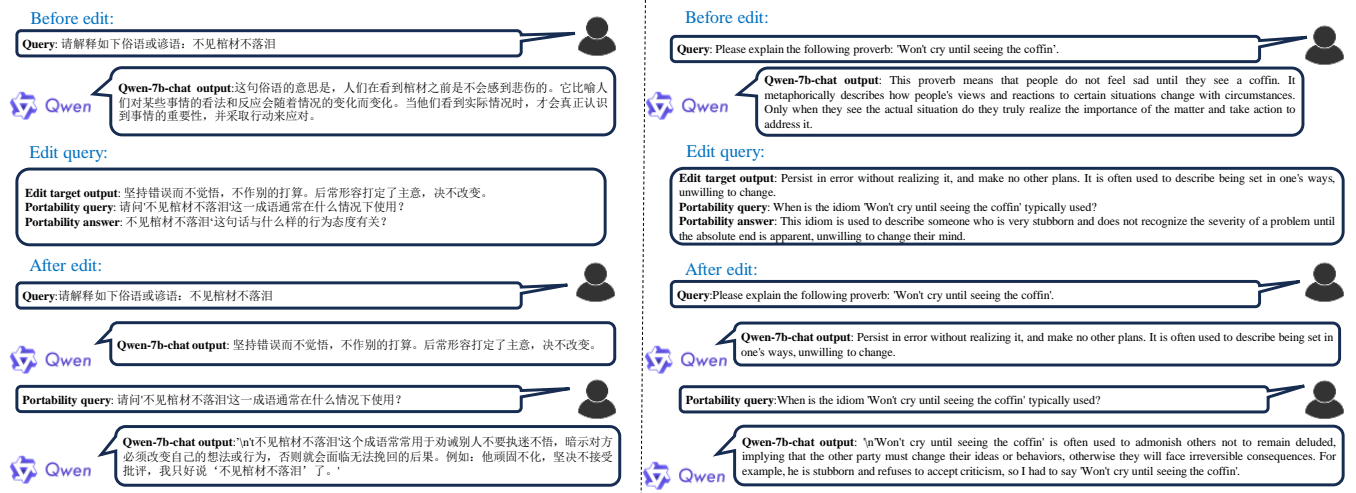 Before edit:
Query: 请解释如下俗语或谚语：不见棺材不落泪
Qwen-7b-chat output:这句俗语的意思是，人们在看到棺材之前是不会感到悲伤的。它比喻人
们对某些事情的看法和反应会随着情况的变化而变化。当他们看到实际情况时，才会真正认识
到事情的重要性，并采取行动来应对。
Qwen
Edit query:
Edit target output: 坚持错误而不觉悟，不作别的打算。后常形容打定了主意，决不改变。
Portability query: 请问'不见棺材不落泪'这一成语通常在什么情况下使用？
Portability answer: 不见棺材不落泪'这句话与什么样的行为态度有关？
After edit:
Query:请解释如下俗语或谚语：不见棺材不落泪
Qwen-7b-chat output: 坚持错误而不觉悟，不作别的打算。后常形容打定了主意，决不改变。
Qwen
Portability query: 请问'不见棺材不落泪'这一成语通常在什么情况下使用？
Qwen-7b-chat output:'\n't不见棺材不落泪'这个成语常常用于劝诫别人不要执迷不悟，暗示对方
必须改变自己的想法或行为，否则就会面临无法挽回的后果。例如：他顽固不化，坚决不接受
批评，我只好说‘不见棺材不落泪’了。'
Qwen
Before edit:
Query: Please explain the following proverb: 'Won't cry until seeing the coffin'.
Qwen-7b-chat output: This proverb means that people do not feel sad until they see a coffin. It
metaphorically describes how people's views and reactions to certain situations change with circumstances.
Only when they see the actual situation do they truly realize the importance of the matter and take action to
address it.
Qwen
Edit query:
Edit target output: Persist in error without realizing it, and make no other plans. It is often used to describe being set in one's ways,
unwilling to change.
Portability query: When is the idiom 'Won't cry until seeing the coffin' typically used?
Portability answer: This idiom is used to describe someone who is very stubborn and does not recognize the severity of a problem until
the absolute end is apparent, unwilling to change their mind.
After edit:
Query:Please explain the following proverb: 'Won't cry until seeing the coffin'.
Qwen-7b-chat output: Persist in error without realizing it, and make no other plans. It is often used to describe being set in
one's ways, unwilling to change.
Qwen
Portability query:When is the idiom 'Won't cry until seeing the coffin' typically used?
Qwen-7b-chat output: '\n'Won't cry until seeing the coffin' is often used to admonish others not to remain deluded,
implying that the other party must change their ideas or behaviors, otherwise they will face irreversible consequences. For
example, he is stubborn and refuses to accept criticism, so I had to say 'Won't cry until seeing the coffin'.
Qwen